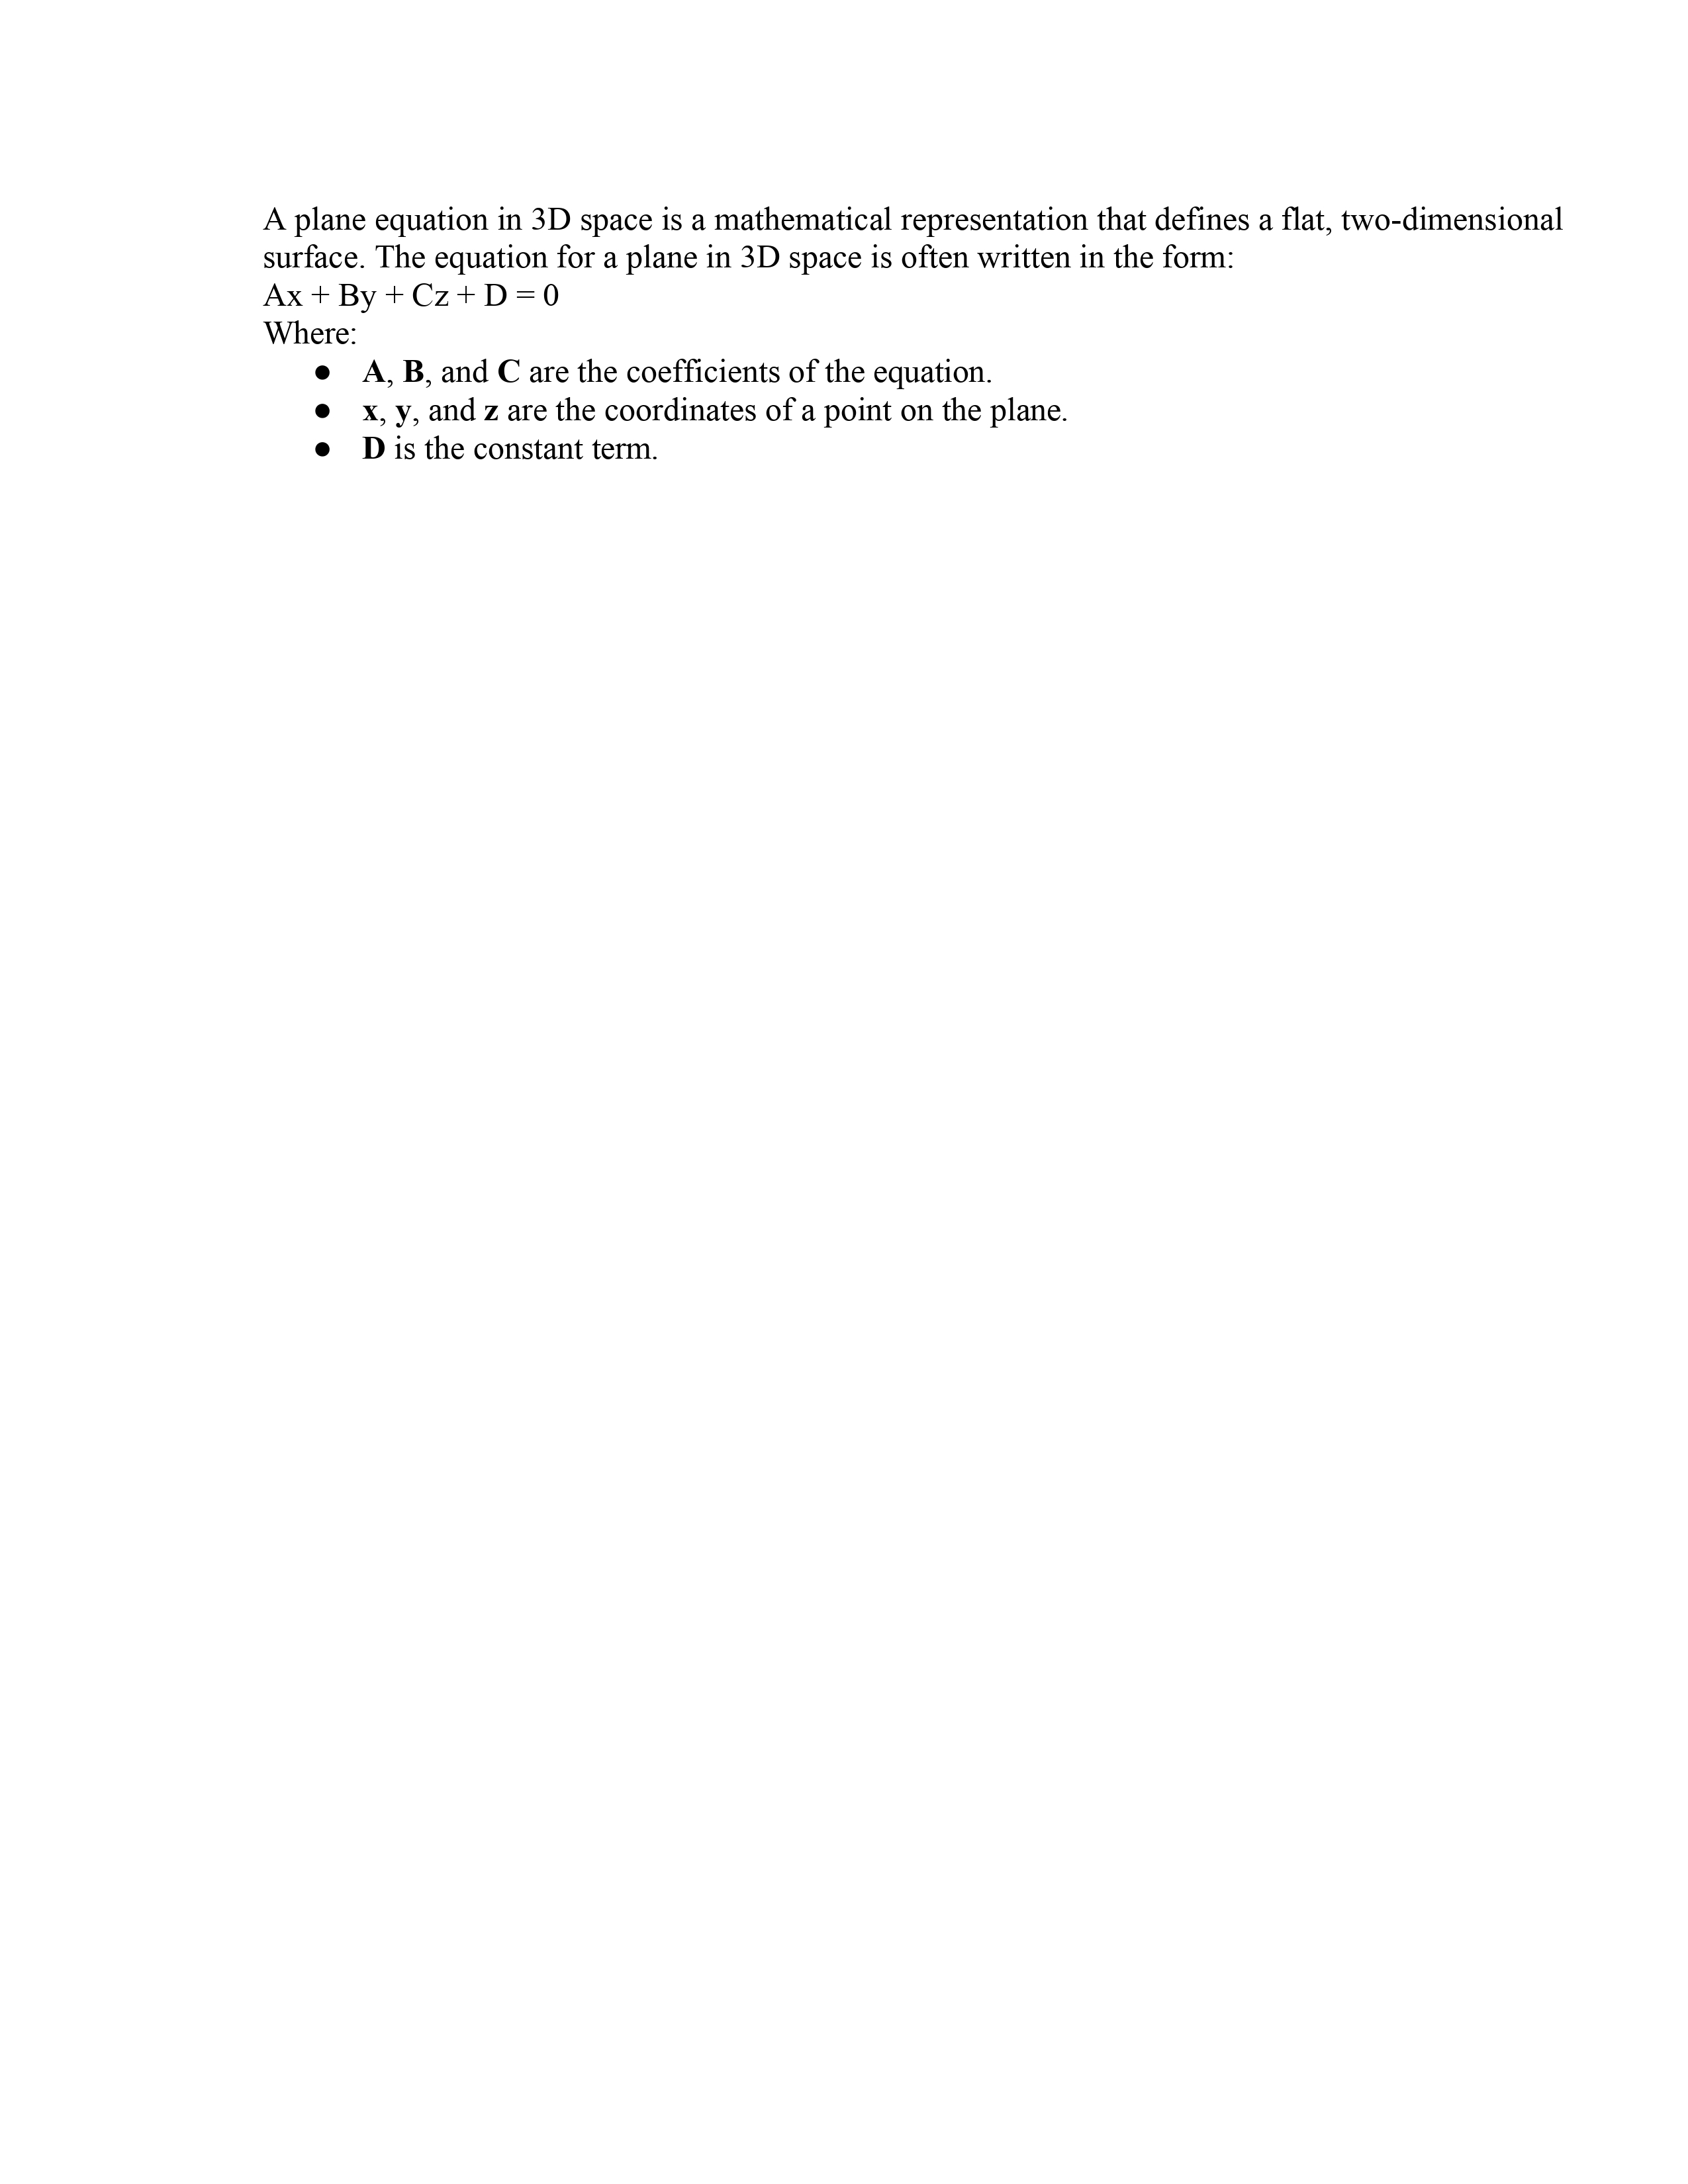 A plane equation in 3D space is a mathematical representation that defines a flat, two-dimensional
surface. The equation for a plane in 3D space is often written in the form:
Ax + By + Cz + D = 0
Where:
● A, B, and C are the coefficients of the equation.
● x, y, and z are the coordinates of a point on the plane.
● D is the constant term.